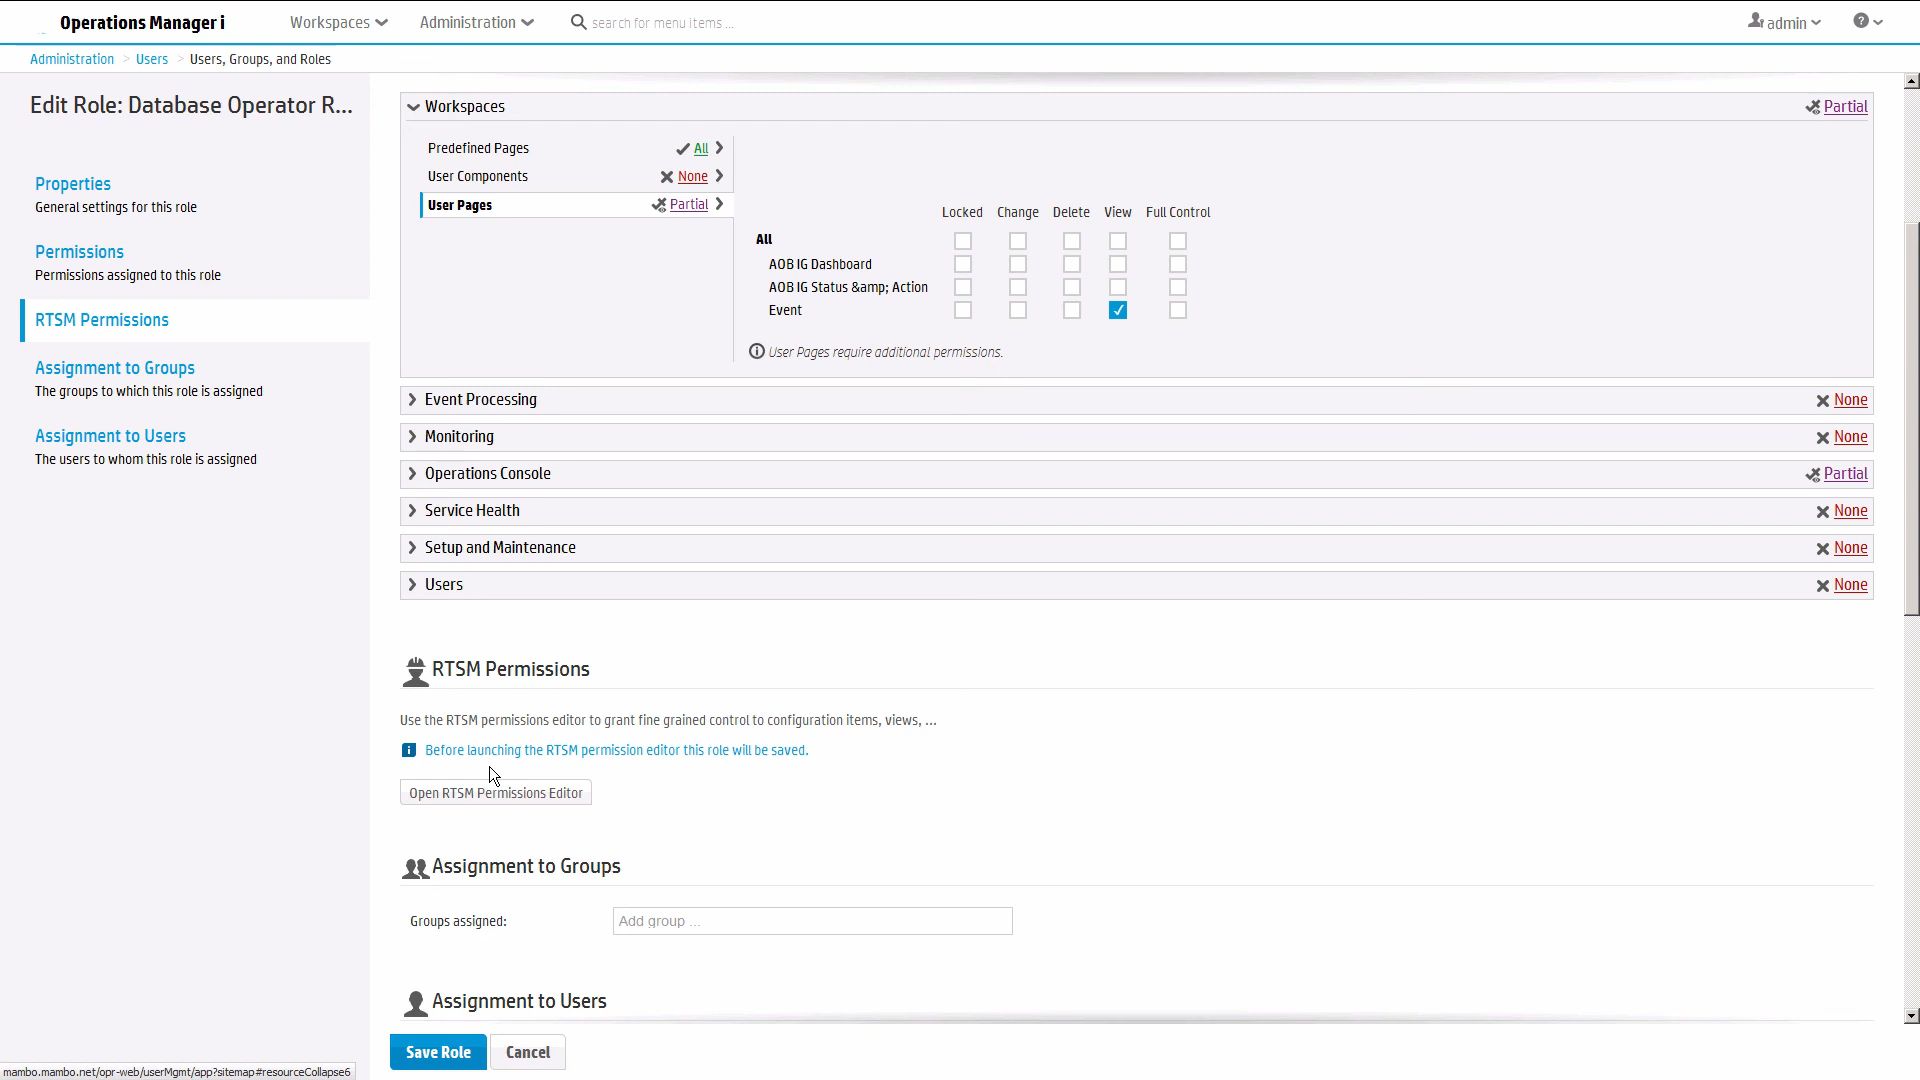 Operations Manager i
Workspaces
Administration
search for menu items ...
admin
Administration > Users > Users, Groups, and Roles
Edit Role: Database Operator R...
Properties
General settings for this role
Permissions
Permissions assigned to this role
RTSM Permissions
Assignment to Groups
The groups to which this role is assigned
Assignment to Users
The users to whom this role is assigned
Workspaces
Partial
Predefined Pages
All
User Components
None
User Pages
Partial
Locked Change Delete View Full Control
All
AOB IG Dashboard
AOB IG Status &amp; Action
Event
User Pages require additional permissions.
Event Processing
None
Monitoring
None
Operations Console
Partial
Service Health
None
Setup and Maintenance
None
Users
None
RTSM Permissions
Use the RTSM permissions editor to grant fine grained control to configuration items, views, ...
Before launching the RTSM permission editor this role will be saved.
Open RTSM Permissions Editor
Assignment to Groups
Groups assigned:
Add group ...
Assignment to Users
Save Role
Cancel
mambo.mambo.net/opr-web/userMgmt/app?sitemap#resourceCollapse6